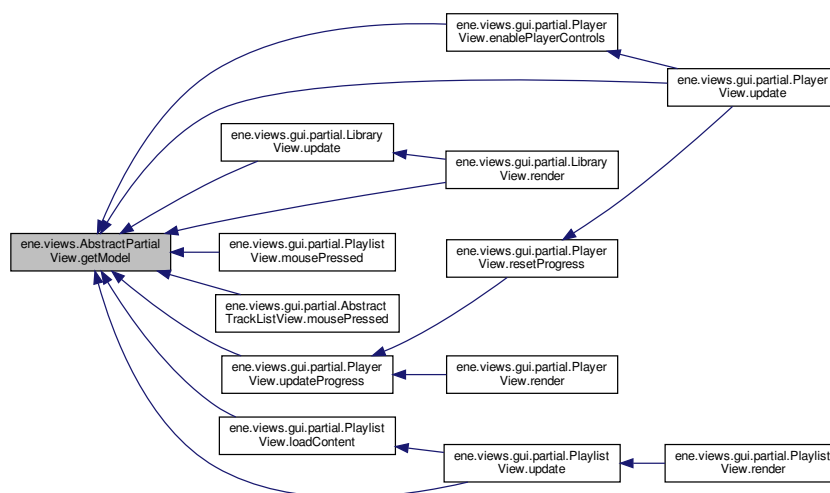 ene.views.gui.partial.Player
View.enablePlayerControls
ene.views.gui.partial.Player
View.update
ene.views.gui.partial.Library
View.update
ene.views.gui.partial.Library
View.render
ene.views.AbstractPartial
View.getModel
ene.views.gui.partial.Playlist
View.mousePressed
ene.views.gui.partial.Player
View.resetProgress
ene.views.gui.partial.Abstract
TrackListView.mousePressed
ene.views.gui.partial.Player
View.updateProgress
ene.views.gui.partial.Player
View.render
ene.views.gui.partial.Playlist
View.loadContent
ene.views.gui.partial.Playlist
View.update
ene.views.gui.partial.Playlist
View.render